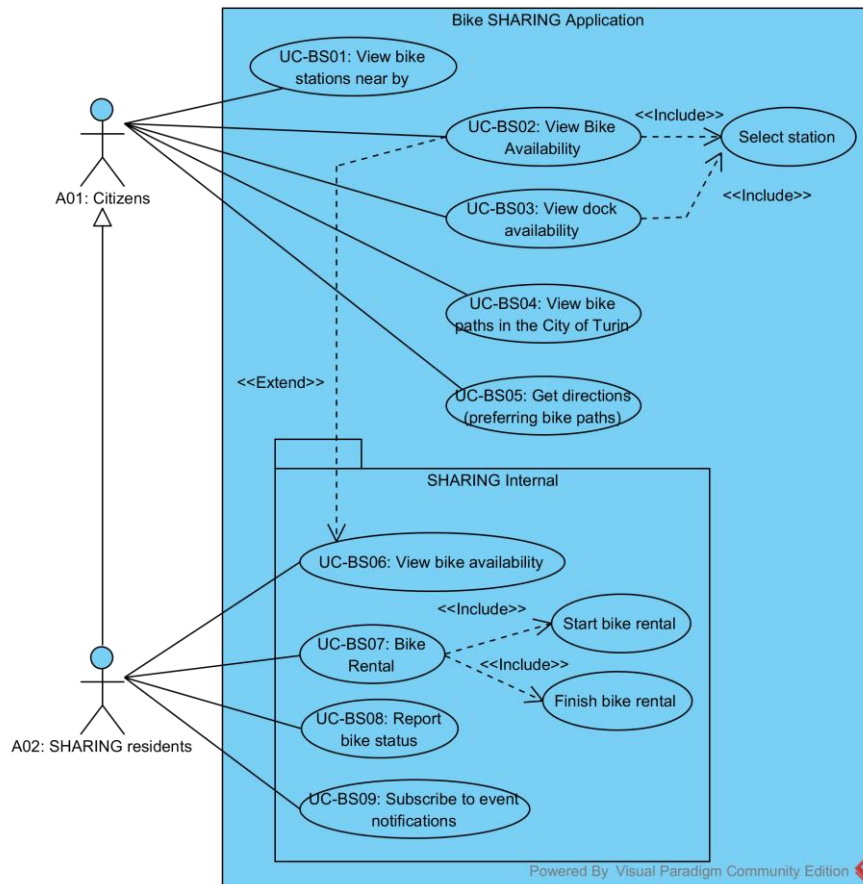 Bike SHARING Application
UC-BS01: View bike
stations near by
<<Include>>
UC-BS02: View Bike
Availability
Select station
A01: Citizens
<<Include>>
UC-BS03: View dock
availability
UC-BS04: View bike
paths in the City of Turin
<<Extend>>
UC-BS05: Get directions
(preferring bike paths)
SHARING Internal
UC-BS06: View bike availability
<<Include>>
Start bike rental
UC-BS07: Bike
Rental
<<Include>>
Finish bike rental
UC-BS08: Report
bike status
A02: SHARING residents
UC-BS09: Subscribe to event
notifications
Powered By Visual Paradigm Community Edition